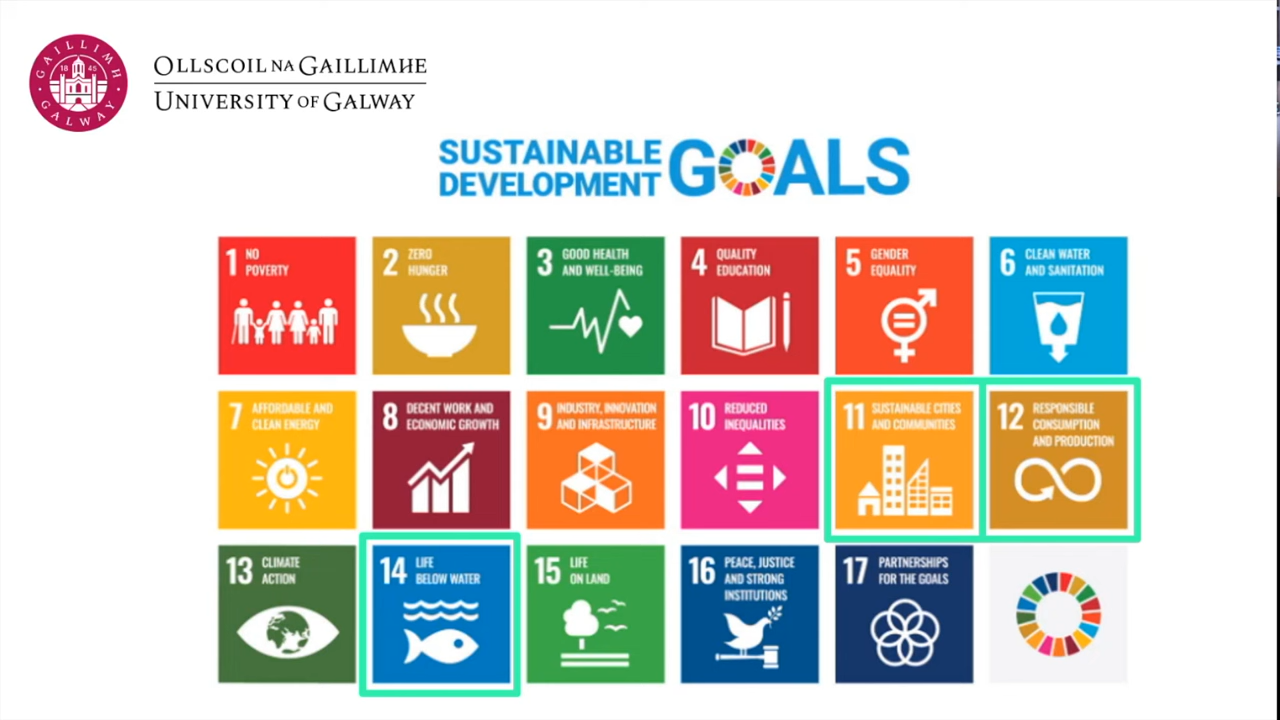 GAILLIMH
18 45
GALWAY
OLLSCOIL NA GAILLIMHE
UNIVERSITY OF GALWAY
SUSTAINABLE
DEVELOPMENT
GOALS
1 NO
POVERTY
2 ZERO
HUNGER
3 GOOD HEALTH
AND WELL-BEING
4 QUALITY
EDUCATION
5 GENDER
EQUALITY
6 CLEAN WATER
AND SANITATION
7 AFFORDABLE AND
CLEAN ENERGY
8 DECENT WORK AND
ECONOMIC GROWTH
9 INDUSTRY, INNOVATION
AND INFRASTRUCTURE
10 REDUCED
INEQUALITIES
11 SUSTAINABLE CITIES
AND COMMUNITIES
12 RESPONSIBLE
CONSUMPTION
AND PRODUCTION
13 CLIMATE
ACTION
14 LIFE
BELOW WATER
15 LIFE
ON LAND
16 PEACE, JUSTICE
AND STRONG
INSTITUTIONS
17 PARTNERSHIPS
FOR THE GOALS